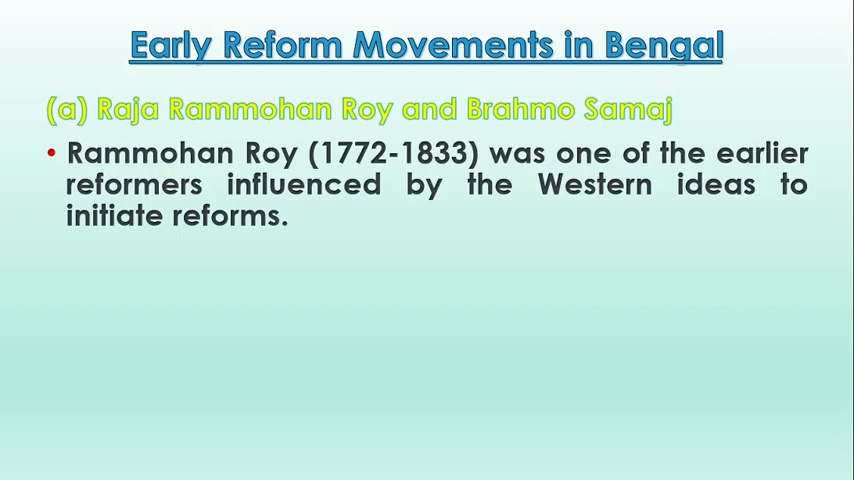 Early Reform Movements in Bengal
(a) Raja Rammohan Roy and Brahmo Samaj
• Rammohan Roy (1772-1833) was one of the earlier
reformers influenced by the Western ideas to
initiate reforms.